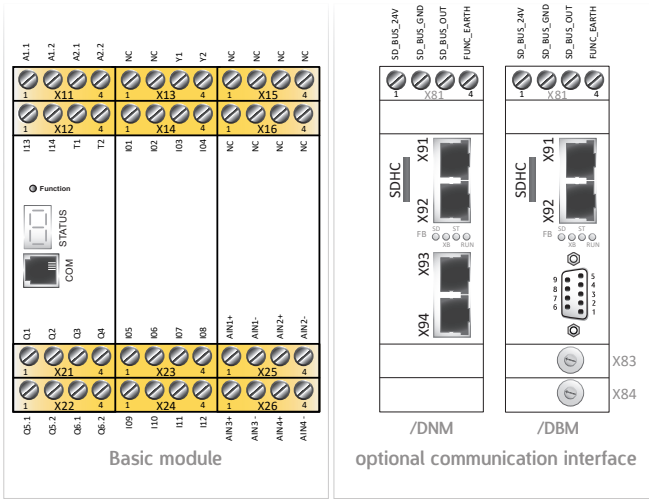 A1.1 A1.2 A2.1 A2.2 NC NC Y1 Y2 NC NC NC NC
1 X11 4 1 X13 4 1 X15 4
1 X12 4 1 X14 4 1 X16 4
I13 I14 T1 T2 I01 I02 I03 I04 NC NC NC NC
Function
STATUS
COM
Q1 Q2 Q3 Q4 I05 I06 I07 I08 AIN1+ AIN1- AIN2+ AIN2-
1 X21 4 1 X23 4 1 X25 4
1 X22 4 1 X24 4 1 X26 4
Q5.1 Q5.2 Q6.1 Q6.2 I09 I10 I11 I12 AIN3+ AIN3 - AIN4+ AIN4 -
Basic module
SD_BUS_24V SD_BUS_GND SD_BUS_OUT FUNC_EARTH
1 X81 4
SDHC
X91
X92
SD ST
FB
XB RUN
X93
X94
/DNM
SD_BUS_24V SD_BUS_GND SD_BUS_OUT FUNC_EARTH
1 X81 4
SDHC
X91
X92
SD ST
FB
XB RUN
9 5
8 4
7 3
6 2
1
X83
X84
/DBM
optional communication interface